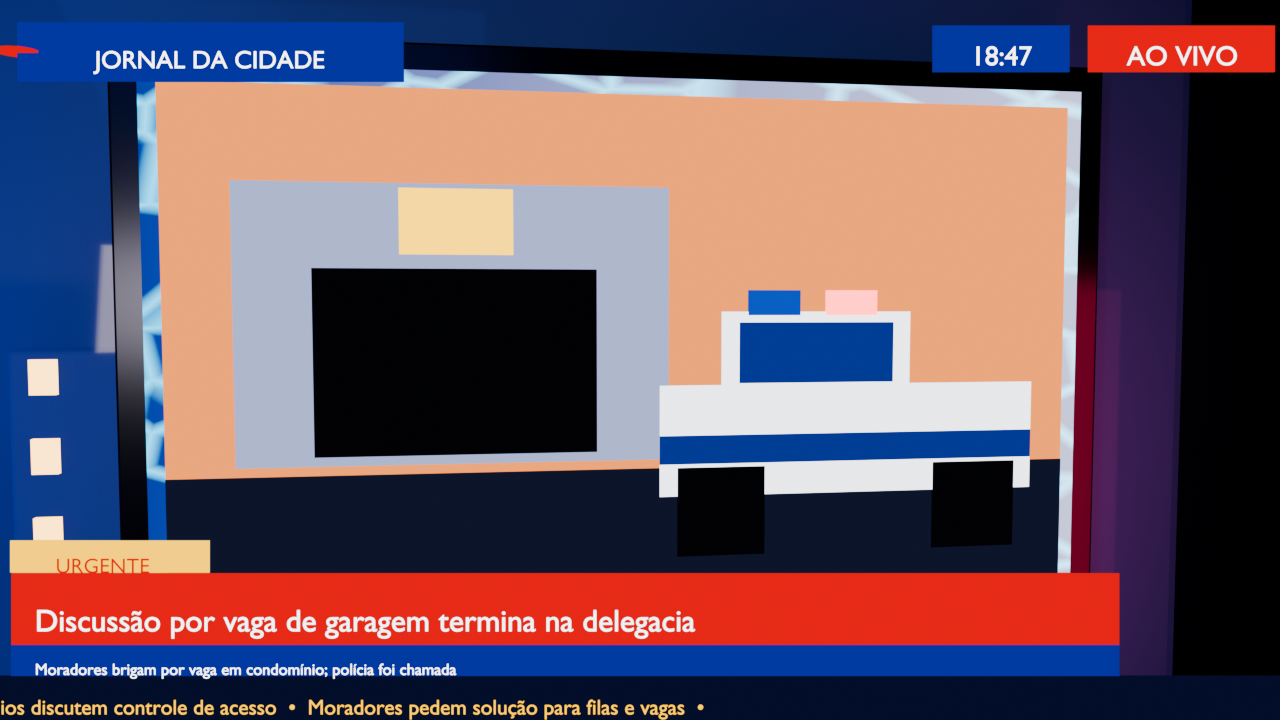 JORNAL DA CIDADE
18:47
AO VIVO
URGENTE
Discussão por vaga de garagem termina na delegacia
Moradores brigam por vaga em condomínio; polícia foi chamada
discutem controle de acesso • Moradores pedem solução para filas e vagas •